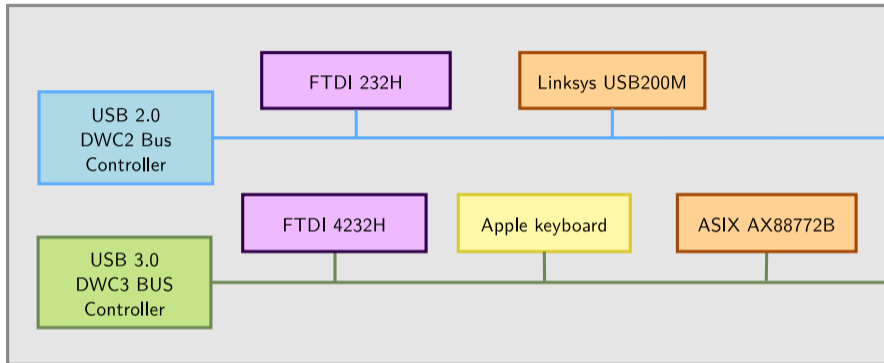 FTDI 232H
Linksys USB200M
USB 2.0
DWC2 Bus
Controller
FTDI 4232H
Apple keyboard
ASIX AX88772B
USB 3.0
DWC3 BUS
Controller